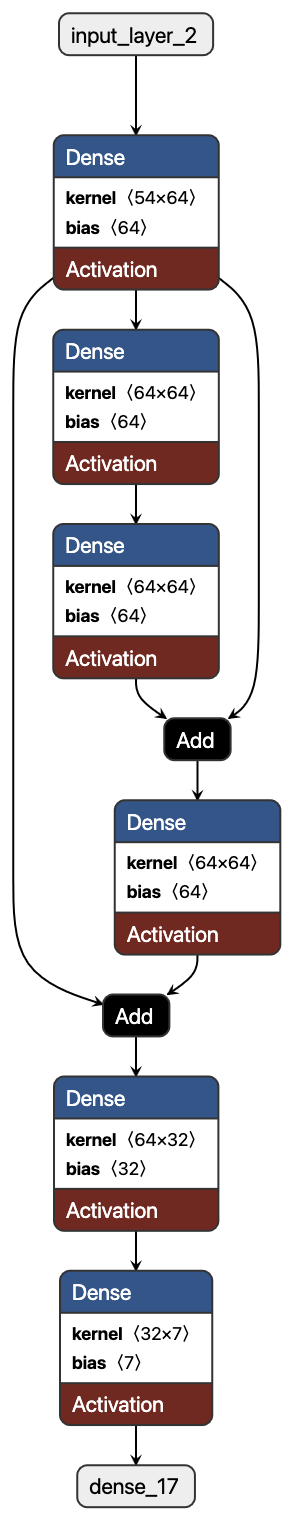 input_layer_2
Dense
kernel〈54×64〉
bias〈64〉
Activation
Dense
kernel〈64×64〉
bias〈64〉
Activation
Dense
kernel〈64×64〉
bias〈64〉
Activation
Add
Dense
kernel〈64×64〉
bias〈64〉
Activation
Add
Dense
kernel〈64×32〉
bias〈32〉
Activation
Dense
kernel〈32×7〉
bias〈7〉
Activation
dense_17